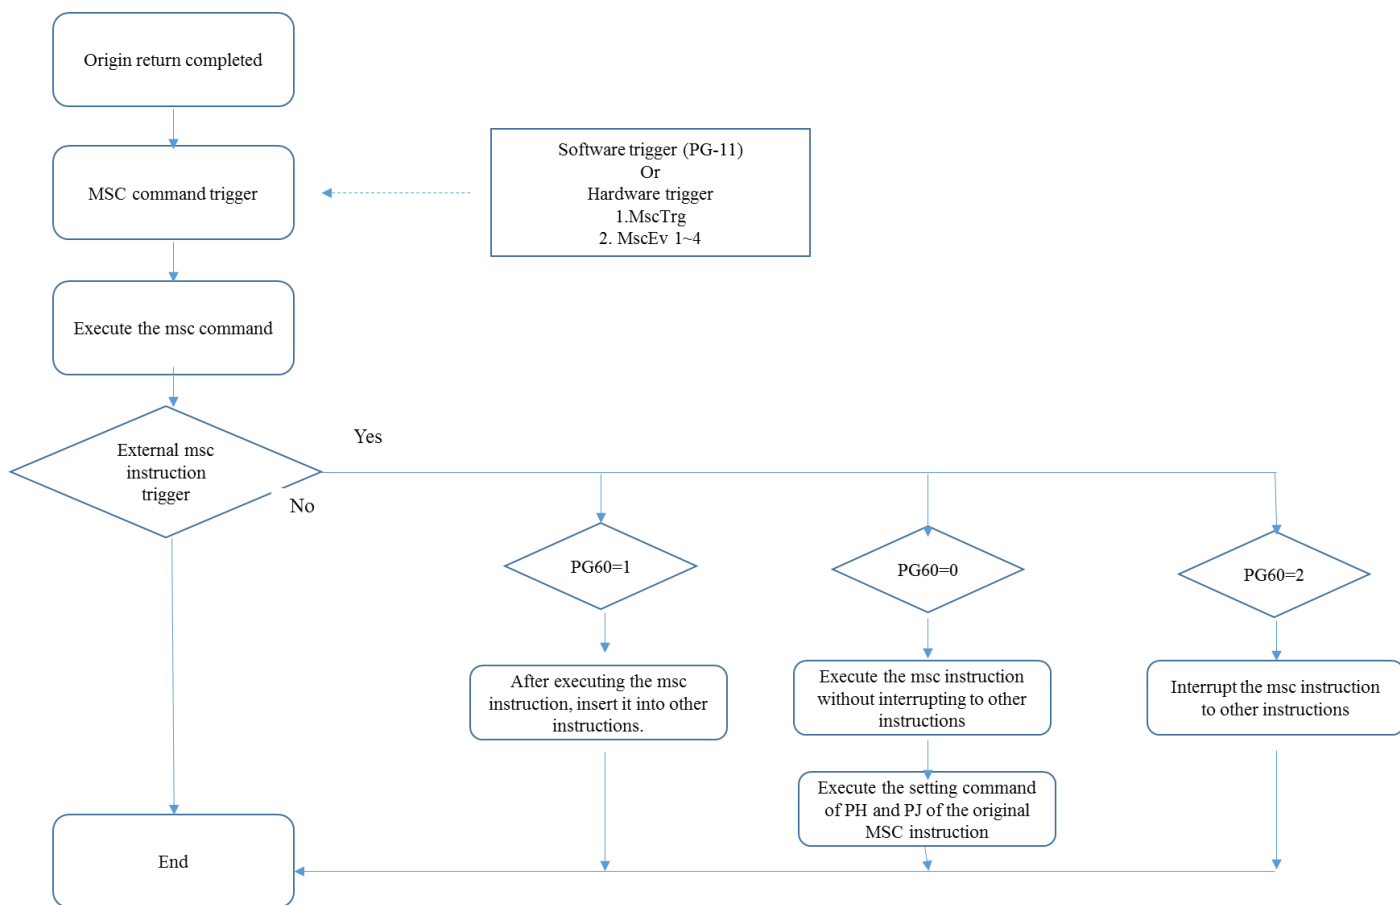 Origin return completed
Software trigger (PG-11)
Or
Hardware trigger
1.MscTrg
2. MscEv 1~4
MSC command trigger
Execute the msc command
External msc
instruction
trigger
Yes
No
PG60=1
PG60=0
PG60=2
After executing the msc
instruction, insert it into other
instructions.
Execute the msc instruction
without interrupting to other
instructions
Interrupt the msc instruction
to other instructions
Execute the setting command
of PH and PJ of the original
MSC instruction
End